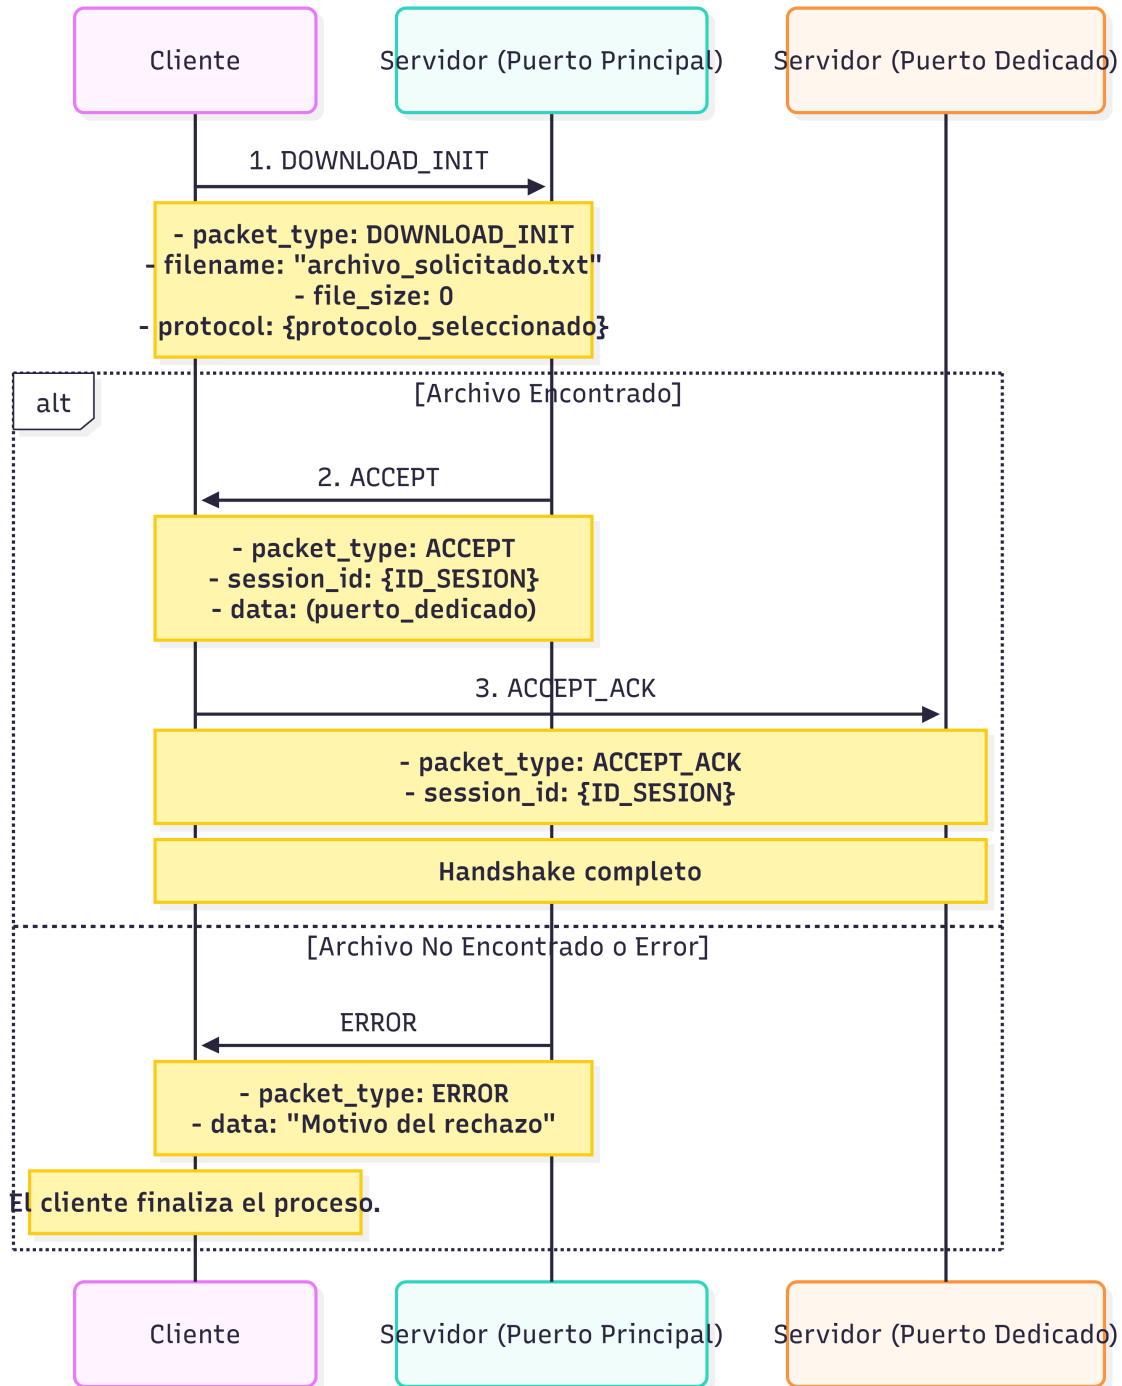 Cliente
Servidor (Puerto Principal)
Servidor (Puerto Dedicado)
1. DOWNLOAD_INIT
- packet_type: DOWNLOAD_INIT
- filename: "archivo_solicitado.txt"
- file_size: 0
- protocol: {protocolo_seleccionado}
alt
[Archivo Encontrado]
2. ACCEPT
- packet_type: ACCEPT
- session_id: {ID_SESION}
- data: (puerto_dedicado)
3. ACCEPT_ACK
- packet_type: ACCEPT_ACK
- session_id: {ID_SESION}
Handshake completo
[Archivo No Encontrado o Error]
ERROR
- packet_type: ERROR
- data: "Motivo del rechazo"
El cliente finaliza el proceso.
Cliente
Servidor (Puerto Principal)
Servidor (Puerto Dedicado)